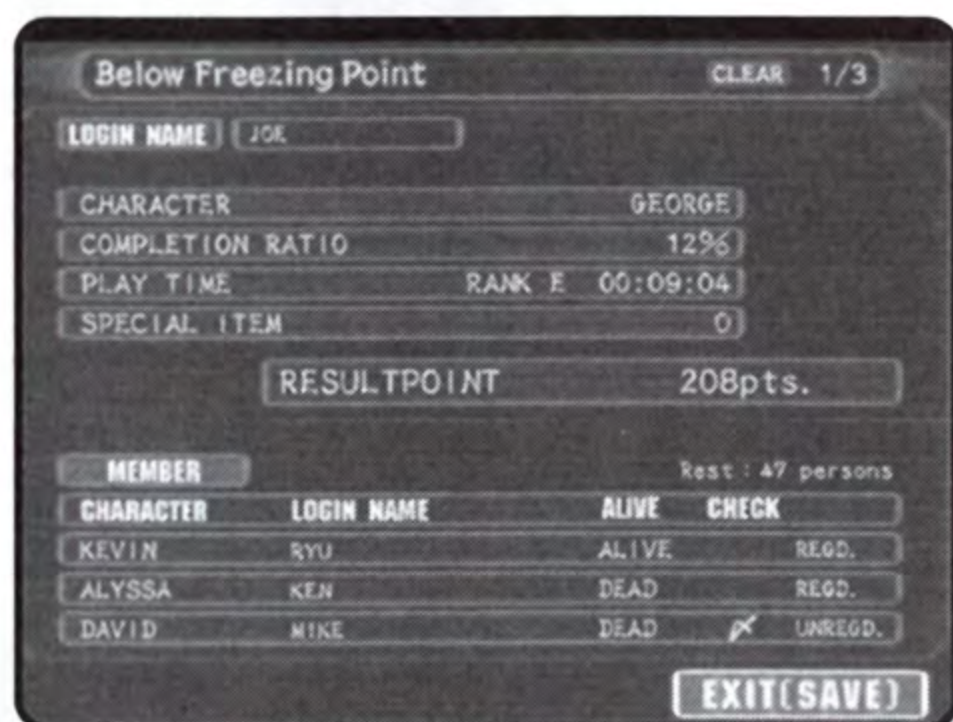 Below Freezing Point CLEAR 1/3
LOGIN NAME JOE
CHARACTER GEORGE
COMPLETION RATIO 12%
PLAY TIME RANK E 00:09:04
SPECIAL ITEM 0
RESULTPOINT 208pts.
MEMBER Rest : 47 persons
CHARACTER LOGIN NAME ALIVE CHECK
KEVIN RYU ALIVE REGD.
ALYSSA KEN DEAD REGD.
DAVID MIKE DEAD UNREGD.
EXIT(SAVE)